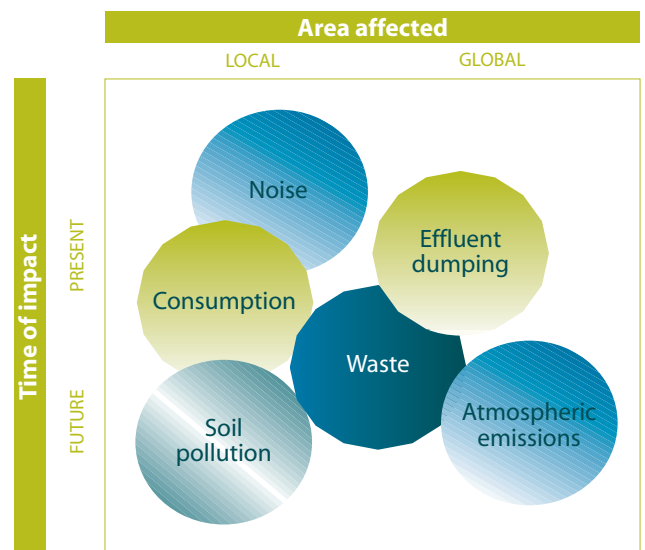 Area affected
LOCAL
GLOBAL
Time of impact
PRESENT
FUTURE
Noise
Effluent
dumping
Consumption
Waste
Atmospheric
emissions
Soil
pollution